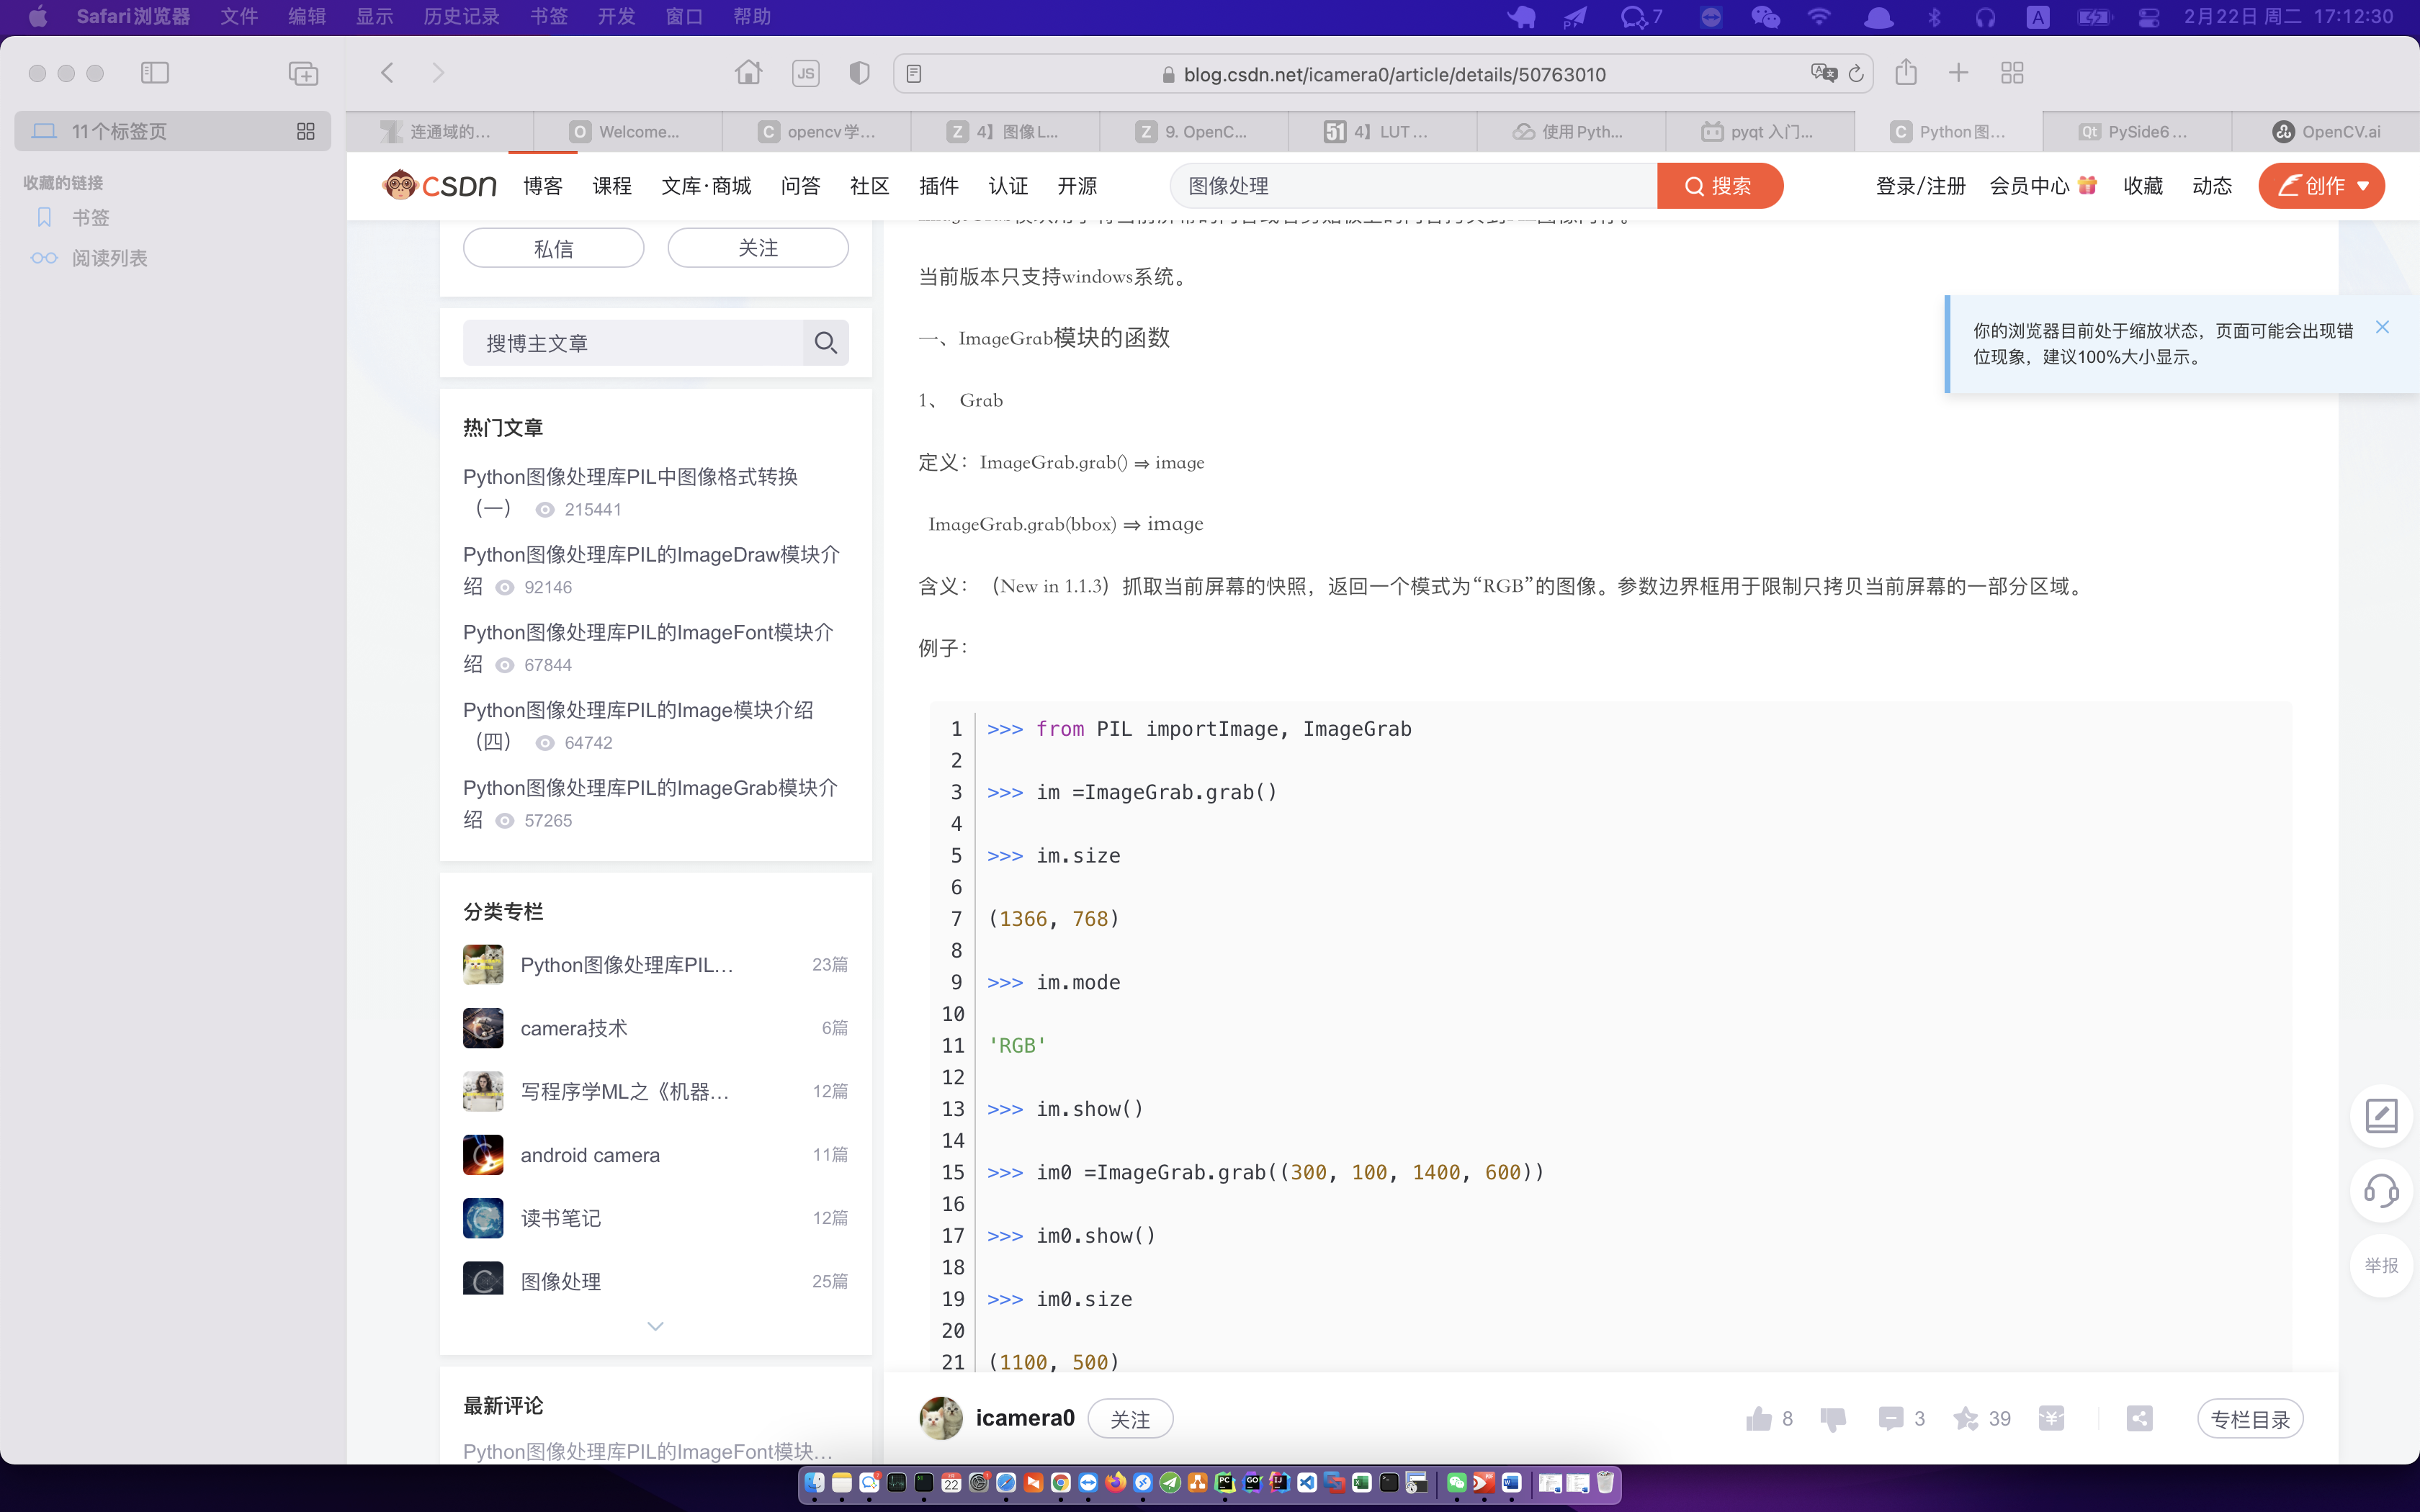 Safari浏览器 文件 编辑 显示 历史记录 书签 开发 窗口 帮助
7
A
2月22日 周二 17:12:30
JS
blog.csdn.net/icamera0/article/details/50763010
11个标签页
收藏的链接
书签
阅读列表
连通域的...
O Welcome...
C opencv学...
Z 4】图像L...
Z 9. OpenC...
51 4】LUT ...
使用Pyth...
pyqt 入门...
C Python图...
Qt PySide6 ...
OpenCV.ai
CSDN 博客 课程 文库·商城 问答 社区 插件 认证 开源
图像处理
搜索
登录/注册 会员中心 收藏 动态 创作
私信 关注
搜博主文章
热门文章
Python图像处理库PIL中图像格式转换
（一） 215441
Python图像处理库PIL的ImageDraw模块介
绍 92146
Python图像处理库PIL的ImageFont模块介
绍 67844
Python图像处理库PIL的Image模块介绍
（四） 64742
Python图像处理库PIL的ImageGrab模块介
绍 57265
分类专栏
Python图像处理库PIL... 23篇
camera技术 6篇
写程序学ML之《机器... 12篇
android camera 11篇
读书笔记 12篇
图像处理 25篇
最新评论
Python图像处理库PIL的ImageFont模块...
当前版本只支持windows系统。
一、ImageGrab模块的函数
1、 Grab
定义：ImageGrab.grab() ⇒ image
ImageGrab.grab(bbox) ⇒ image
含义：（New in 1.1.3）抓取当前屏幕的快照，返回一个模式为“RGB”的图像。参数边界框用于限制只拷贝当前屏幕的一部分区域。
例子：
1 >>> from PIL importImage, ImageGrab
2
3 >>> im =ImageGrab.grab()
4
5 >>> im.size
6
7 (1366, 768)
8
9 >>> im.mode
10
11 'RGB'
12
13 >>> im.show()
14
15 >>> im0 =ImageGrab.grab((300, 100, 1400, 600))
16
17 >>> im0.show()
18
19 >>> im0.size
20
21 (1100, 500)
你的浏览器目前处于缩放状态，页面可能会出现错
位现象，建议100%大小显示。
举报
icamera0 关注
8 3 39 专栏目录
22
PC GO IJ